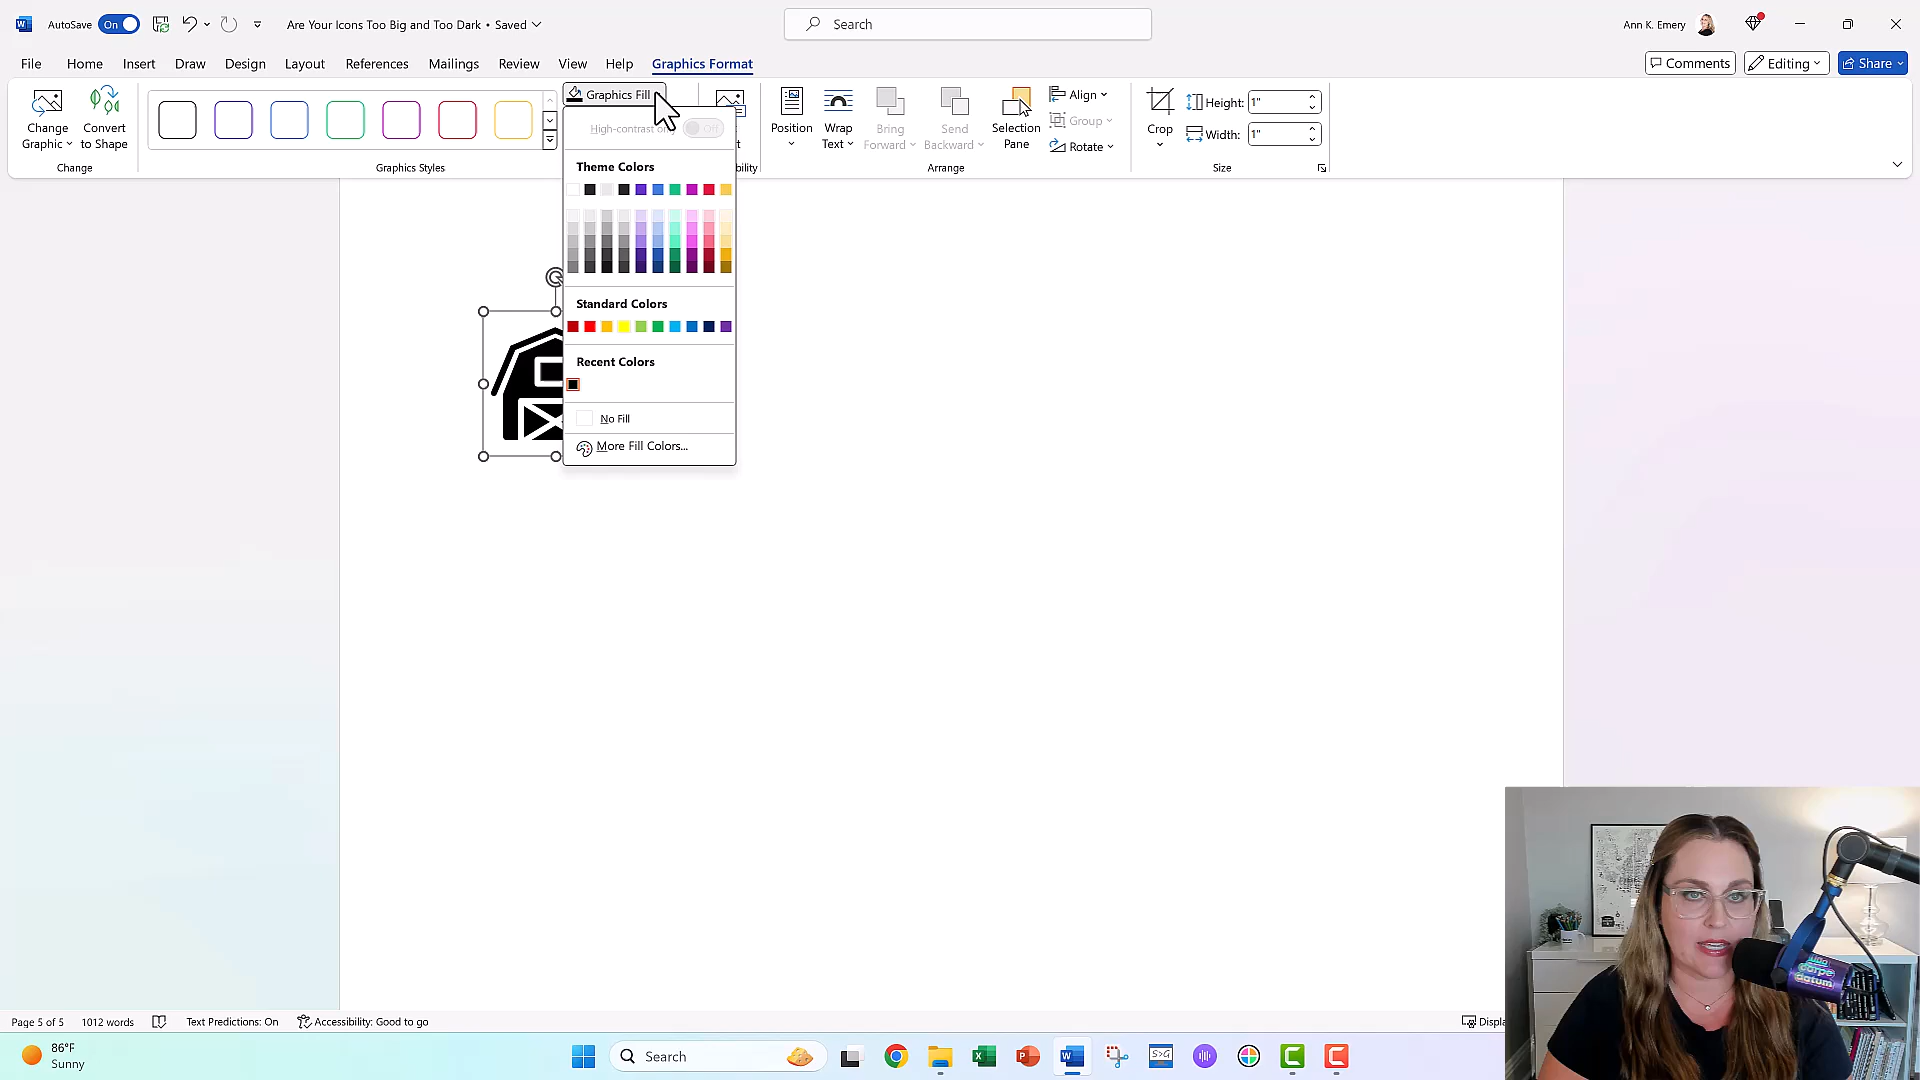 AutoSave On Are Your Icons Too Big and Too Dark • Saved Search Ann K. Emery
File Home Insert Draw Design Layout References Mailings Review View Help Graphics Format Comments Editing Share
Change
Graphic
Convert
to Shape
Change
Graphics Styles
Graphics Fill
High-contrast only Off
Theme Colors
Standard Colors
Recent Colors
No Fill
More Fill Colors...
Position
Wrap
Text
Bring
Forward
Send
Backward
Selection
Pane
Align
Group
Rotate
Arrange
Crop
Height: 1"
Width: 1"
Size
carpe
datum
Page 5 of 5 1012 words Text Predictions: On Accessibility: Good to go
86°F
Sunny
Search